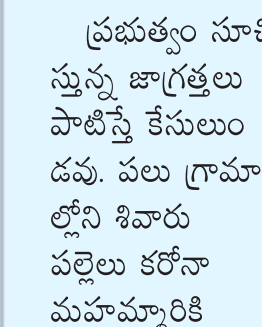 ప్రభుత్వం సూచి
స్తున్న జాగ్రత్తలు
పాటిస్తే కేసులుం
డవు. పలు గ్రామా
ల్లోని శివారు
పల్లెలు కరోనా
మహమ్మారికి